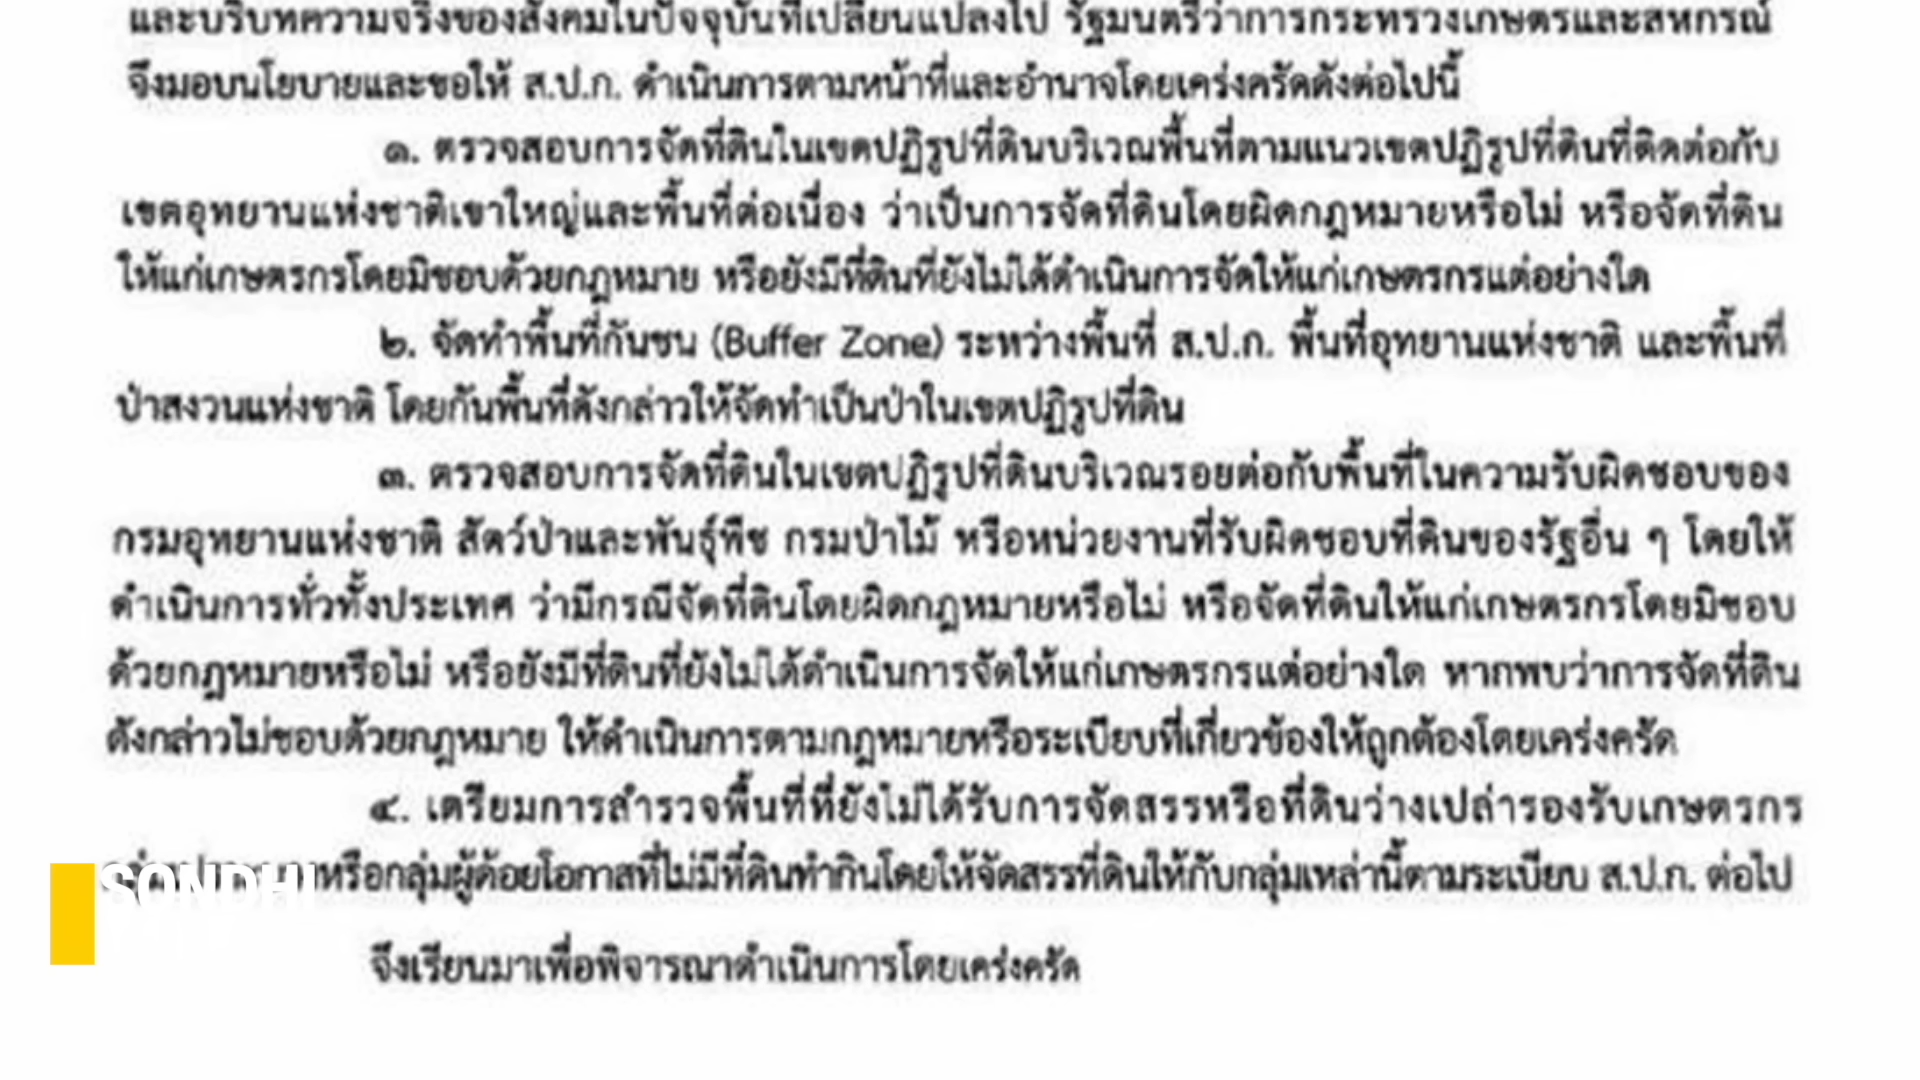 และบริบทความจริงของสังคมในปัจจุบันที่เปลี่ยนแปลงไป รัฐมนตรีว่าการกระทรวงเกษตรและสหกรณ์
จึงมอบนโยบายและขอให้ ส.ป.ก. ดำเนินการตามหน้าที่และอำนาจโดยเคร่งครัดดังต่อไปนี้
๑. ตรวจสอบการจัดที่ดินในเขตปฏิรูปที่ดินบริเวณพื้นที่ตามแนวเขตปฏิรูปที่ดินที่ติดต่อกับ
เขตอุทยานแห่งชาติเขาใหญ่และพื้นที่ต่อเนื่อง ว่าเป็นการจัดที่ดินโดยผิดกฎหมายหรือไม่ หรือจัดที่ดิน
ให้แก่เกษตรกรโดยมิชอบด้วยกฎหมาย หรือยังมีที่ดินที่ยังไม่ได้ดำเนินการจัดให้แก่เกษตรกรแต่อย่างใด
๒. จัดทำพื้นที่กันชน (Buffer Zone) ระหว่างพื้นที่ ส.ป.ก. พื้นที่อุทยานแห่งชาติ และพื้นที่
ป่าสงวนแห่งชาติ โดยกันพื้นที่ดังกล่าวให้จัดทำเป็นป่าในเขตปฏิรูปที่ดิน
๓. ตรวจสอบการจัดที่ดินในเขตปฏิรูปที่ดินบริเวณรอยต่อกับพื้นที่ในความรับผิดชอบของ
กรมอุทยานแห่งชาติ สัตว์ป่าและพันธุ์พืช กรมป่าไม้ หรือหน่วยงานที่รับผิดชอบที่ดินของรัฐอื่น ๆ โดยให้
ดำเนินการทั่วทั้งประเทศ ว่ามีกรณีจัดที่ดินโดยผิดกฎหมายหรือไม่ หรือจัดที่ดินให้แก่เกษตรกรโดยมิชอบ
ด้วยกฎหมายหรือไม่ หรือยังมีที่ดินที่ยังไม่ได้ดำเนินการจัดให้แก่เกษตรกรแต่อย่างใด หากพบว่าการจัดที่ดิน
ดังกล่าวไม่ชอบด้วยกฎหมาย ให้ดำเนินการตามกฎหมายหรือระเบียบที่เกี่ยวข้องให้ถูกต้องโดยเคร่งครัด
๔. เตรียมการสำรวจพื้นที่ที่ยังไม่ได้รับการจัดสรรหรือที่ดินว่างเปล่ารองรับเกษตรกร
หรือกลุ่มผู้ด้อยโอกาสที่ไม่มีที่ดินทำกินโดยให้จัดสรรที่ดินให้กับกลุ่มเหล่านี้ตามระเบียบ ส.ป.ก. ต่อไป
SONDHI
จึงเรียนมาเพื่อพิจารณาดำเนินการโดยเคร่งครัด